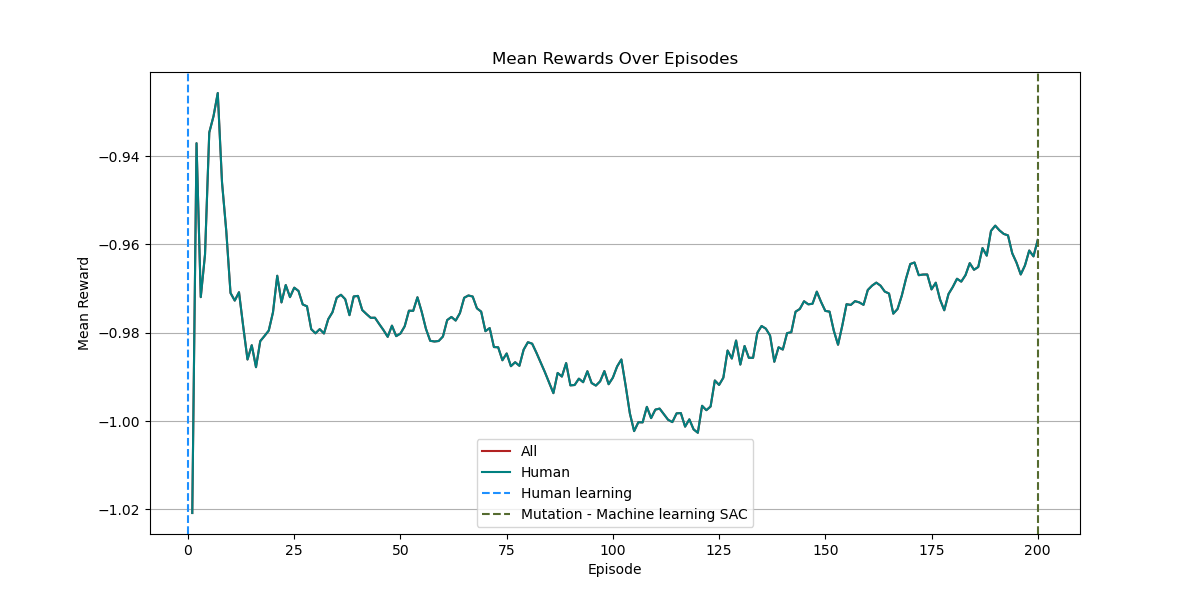 Mean Rewards Over Episodes
Mean Reward
−0.94
−0.96
−0.98
−1.00
−1.02
All
Human
Human learning
Mutation - Machine learning SAC
0
25
50
75
100
125
150
175
200
Episode